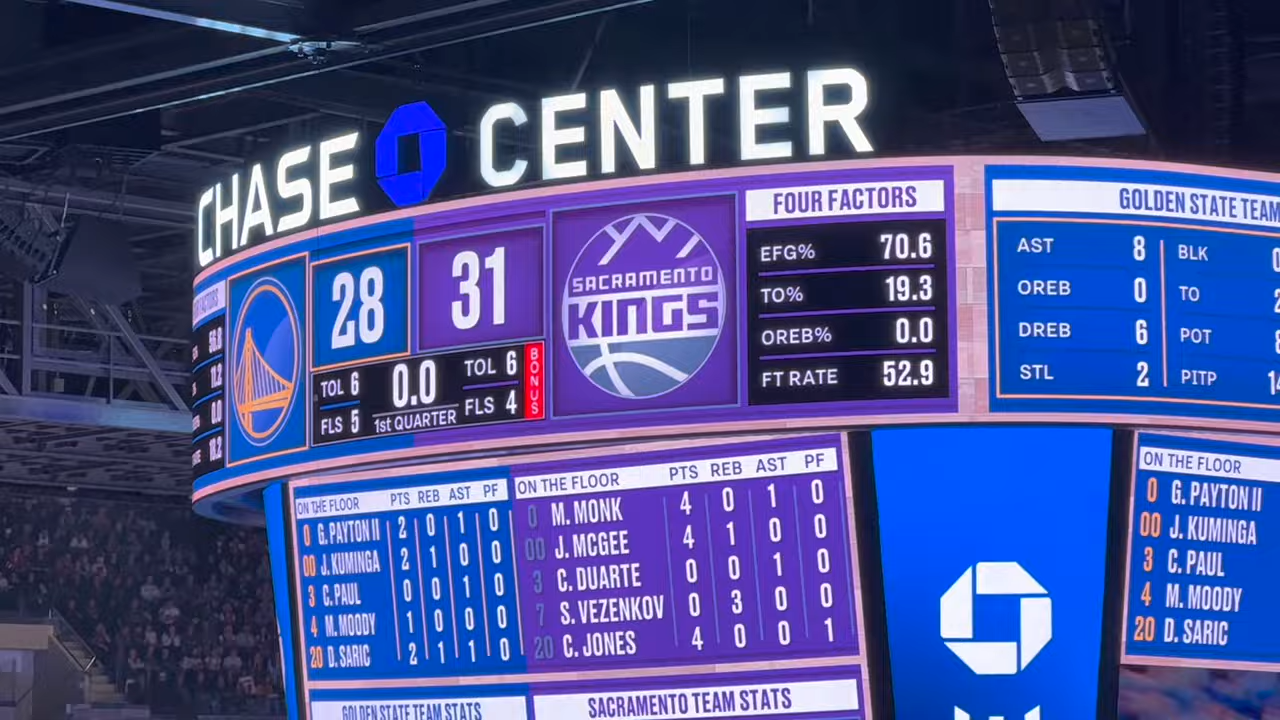 CHASE CENTER
28 31
TOL 6 0.0 TOL 6
FLS 5 1st QUARTER FLS 4
BONUS
SACRAMENTO
KINGS
FOUR FACTORS
EFG% 70.6
TO% 19.3
OREB% 0.0
FT RATE 52.9
GOLDEN STATE TEAM
AST 8 BLK
OREB 0 TO
DREB 6 POT
STL 2 PITP
ON THE FLOOR PTS REB AST PF
0 G. PAYTON II 2 0 1 0
00 J. KUMINGA 2 1 0 0
3 C. PAUL 0 0 1 0
4 M. MOODY 1 0 0 0
20 D. SARIC 2 1 1 0
ON THE FLOOR PTS REB AST PF
0 M. MONK 4 0 1 0
00 J. MCGEE 4 1 0 0
3 C. DUARTE 0 0 1 0
7 S. VEZENKOV 0 3 0 0
20 C. JONES 4 0 0 1
GOLDEN STATE TEAM STATS
SACRAMENTO TEAM STATS
ON THE FLOOR
0 G. PAYTON II
00 J. KUMINGA
3 C. PAUL
4 M. MOODY
20 D. SARIC